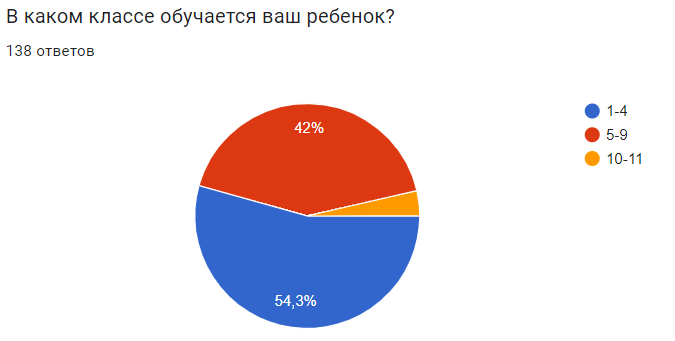 В каком классе обучается ваш ребенок?
138 ответов
42%
54,3%
1-4
5-9
10-11